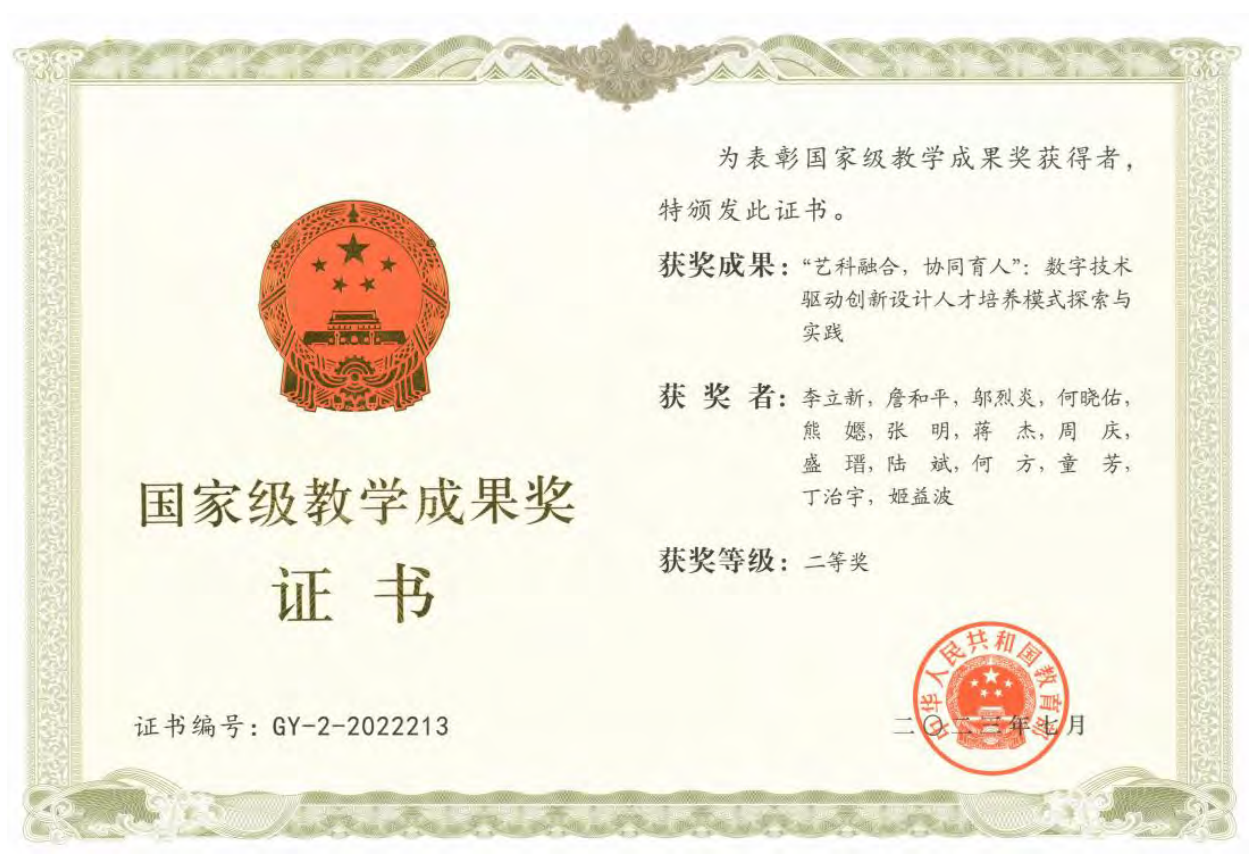 国家级教学成果奖
证 书
证书编号：GY-2-2022213
为表彰国家级教学成果奖获得者，
特颁发此证书。
获奖成果：“艺科融合，协同育人”：数字技术
驱动创新设计人才培养模式探索与
实践
获 奖 者：李立新，詹和平，邬烈炎，何晓佑，
熊 嫕，张 明，蒋 杰，周 庆，
盛 瑨，陆 斌，何 方，童 芳，
丁治宇，姬益波
获奖等级：二等奖
中华人民共和国教育部
二〇二三年七月